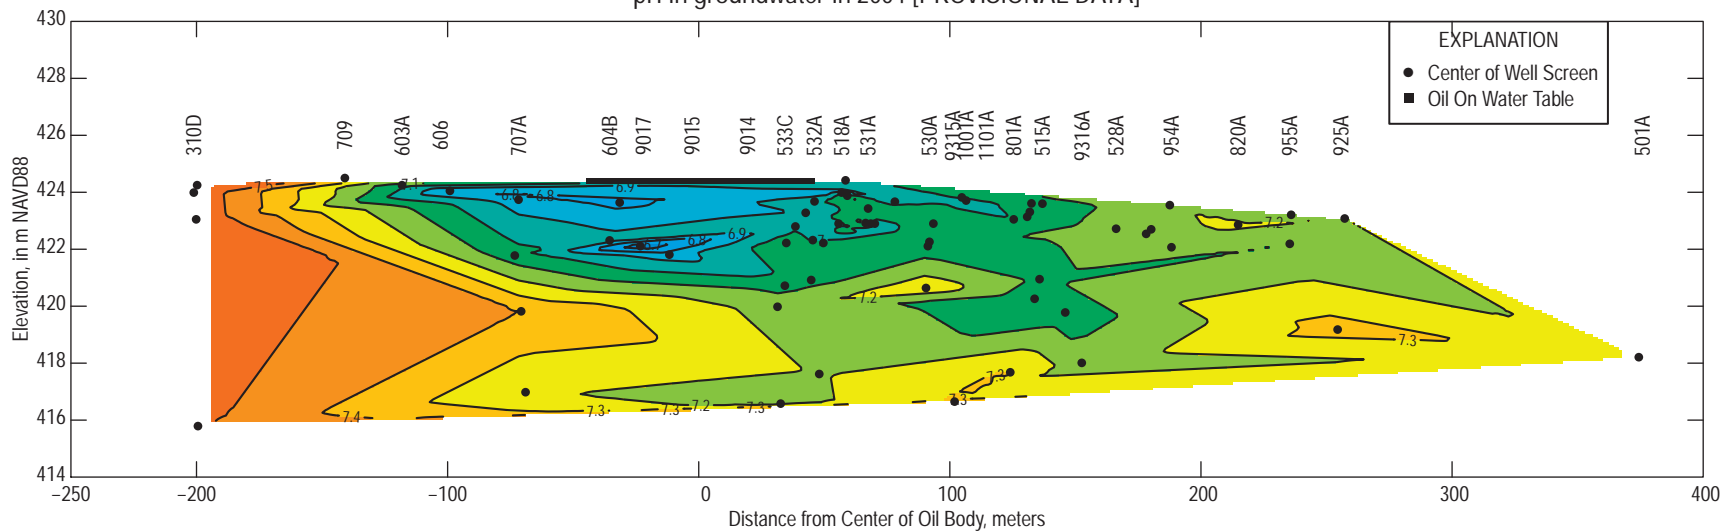 430
428
426
424
422
420
418
416
414
Elevation, in m NAVD88
EXPLANATION
Center of Well Screen
Oil On Water Table
310D
709
603A
606
707A
604B
9017
9015
9014
533C
532A
518A
531A
530A
9315A
1001A
1101A
801A
515A
9316A
528A
954A
820A
955A
925A
501A
7.5
7.1
6.8
6.8
6.9
6.7
6.8
6.9
7.2
7.2
7.3
7.3
7.4
7.3
7.3
7.2
7.3
7.3
−250
−200
−100
0
100
200
300
400
Distance from Center of Oil Body, meters